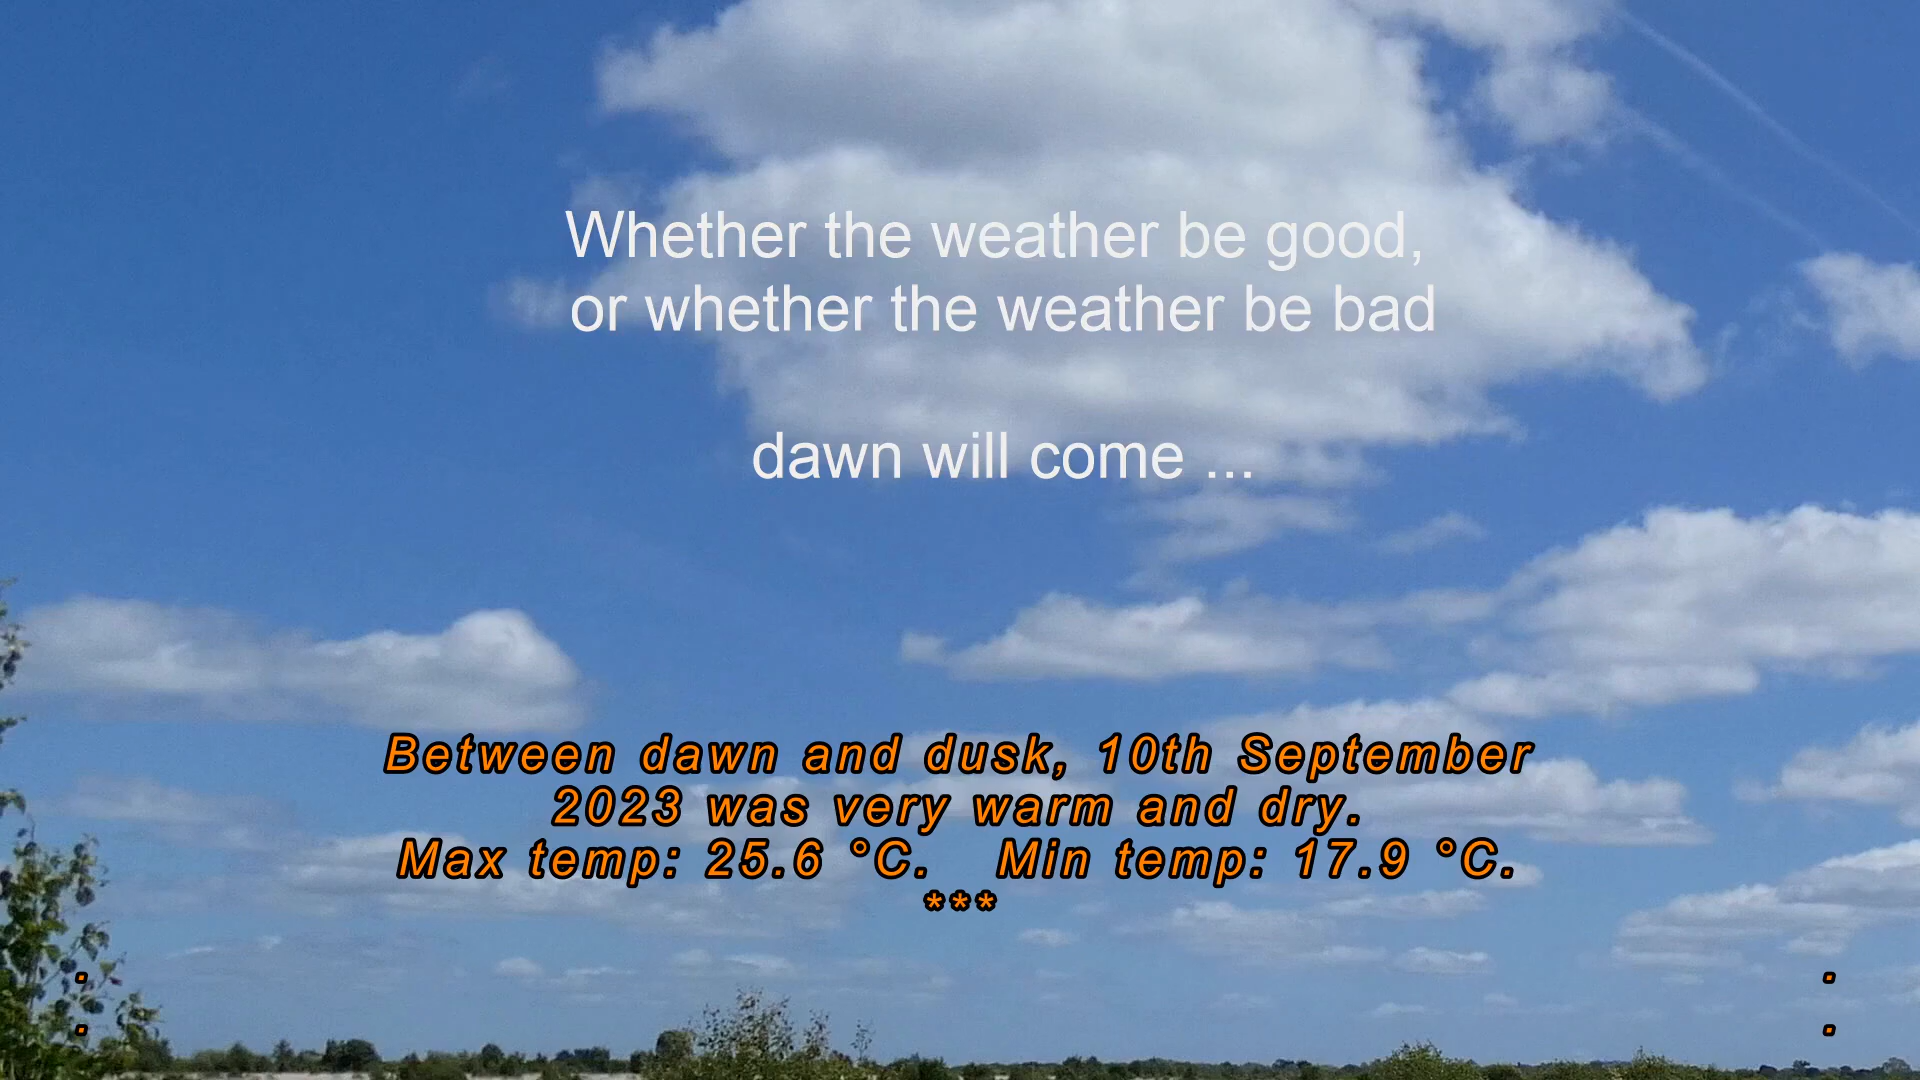 Whether the weather be good,
or whether the weather be bad
dawn will come ...
Between dawn and dusk, 10th September
2023 was very warm and dry.
Max temp: 25.6 °C. Min temp: 17.9 °C.
***
. .
. .